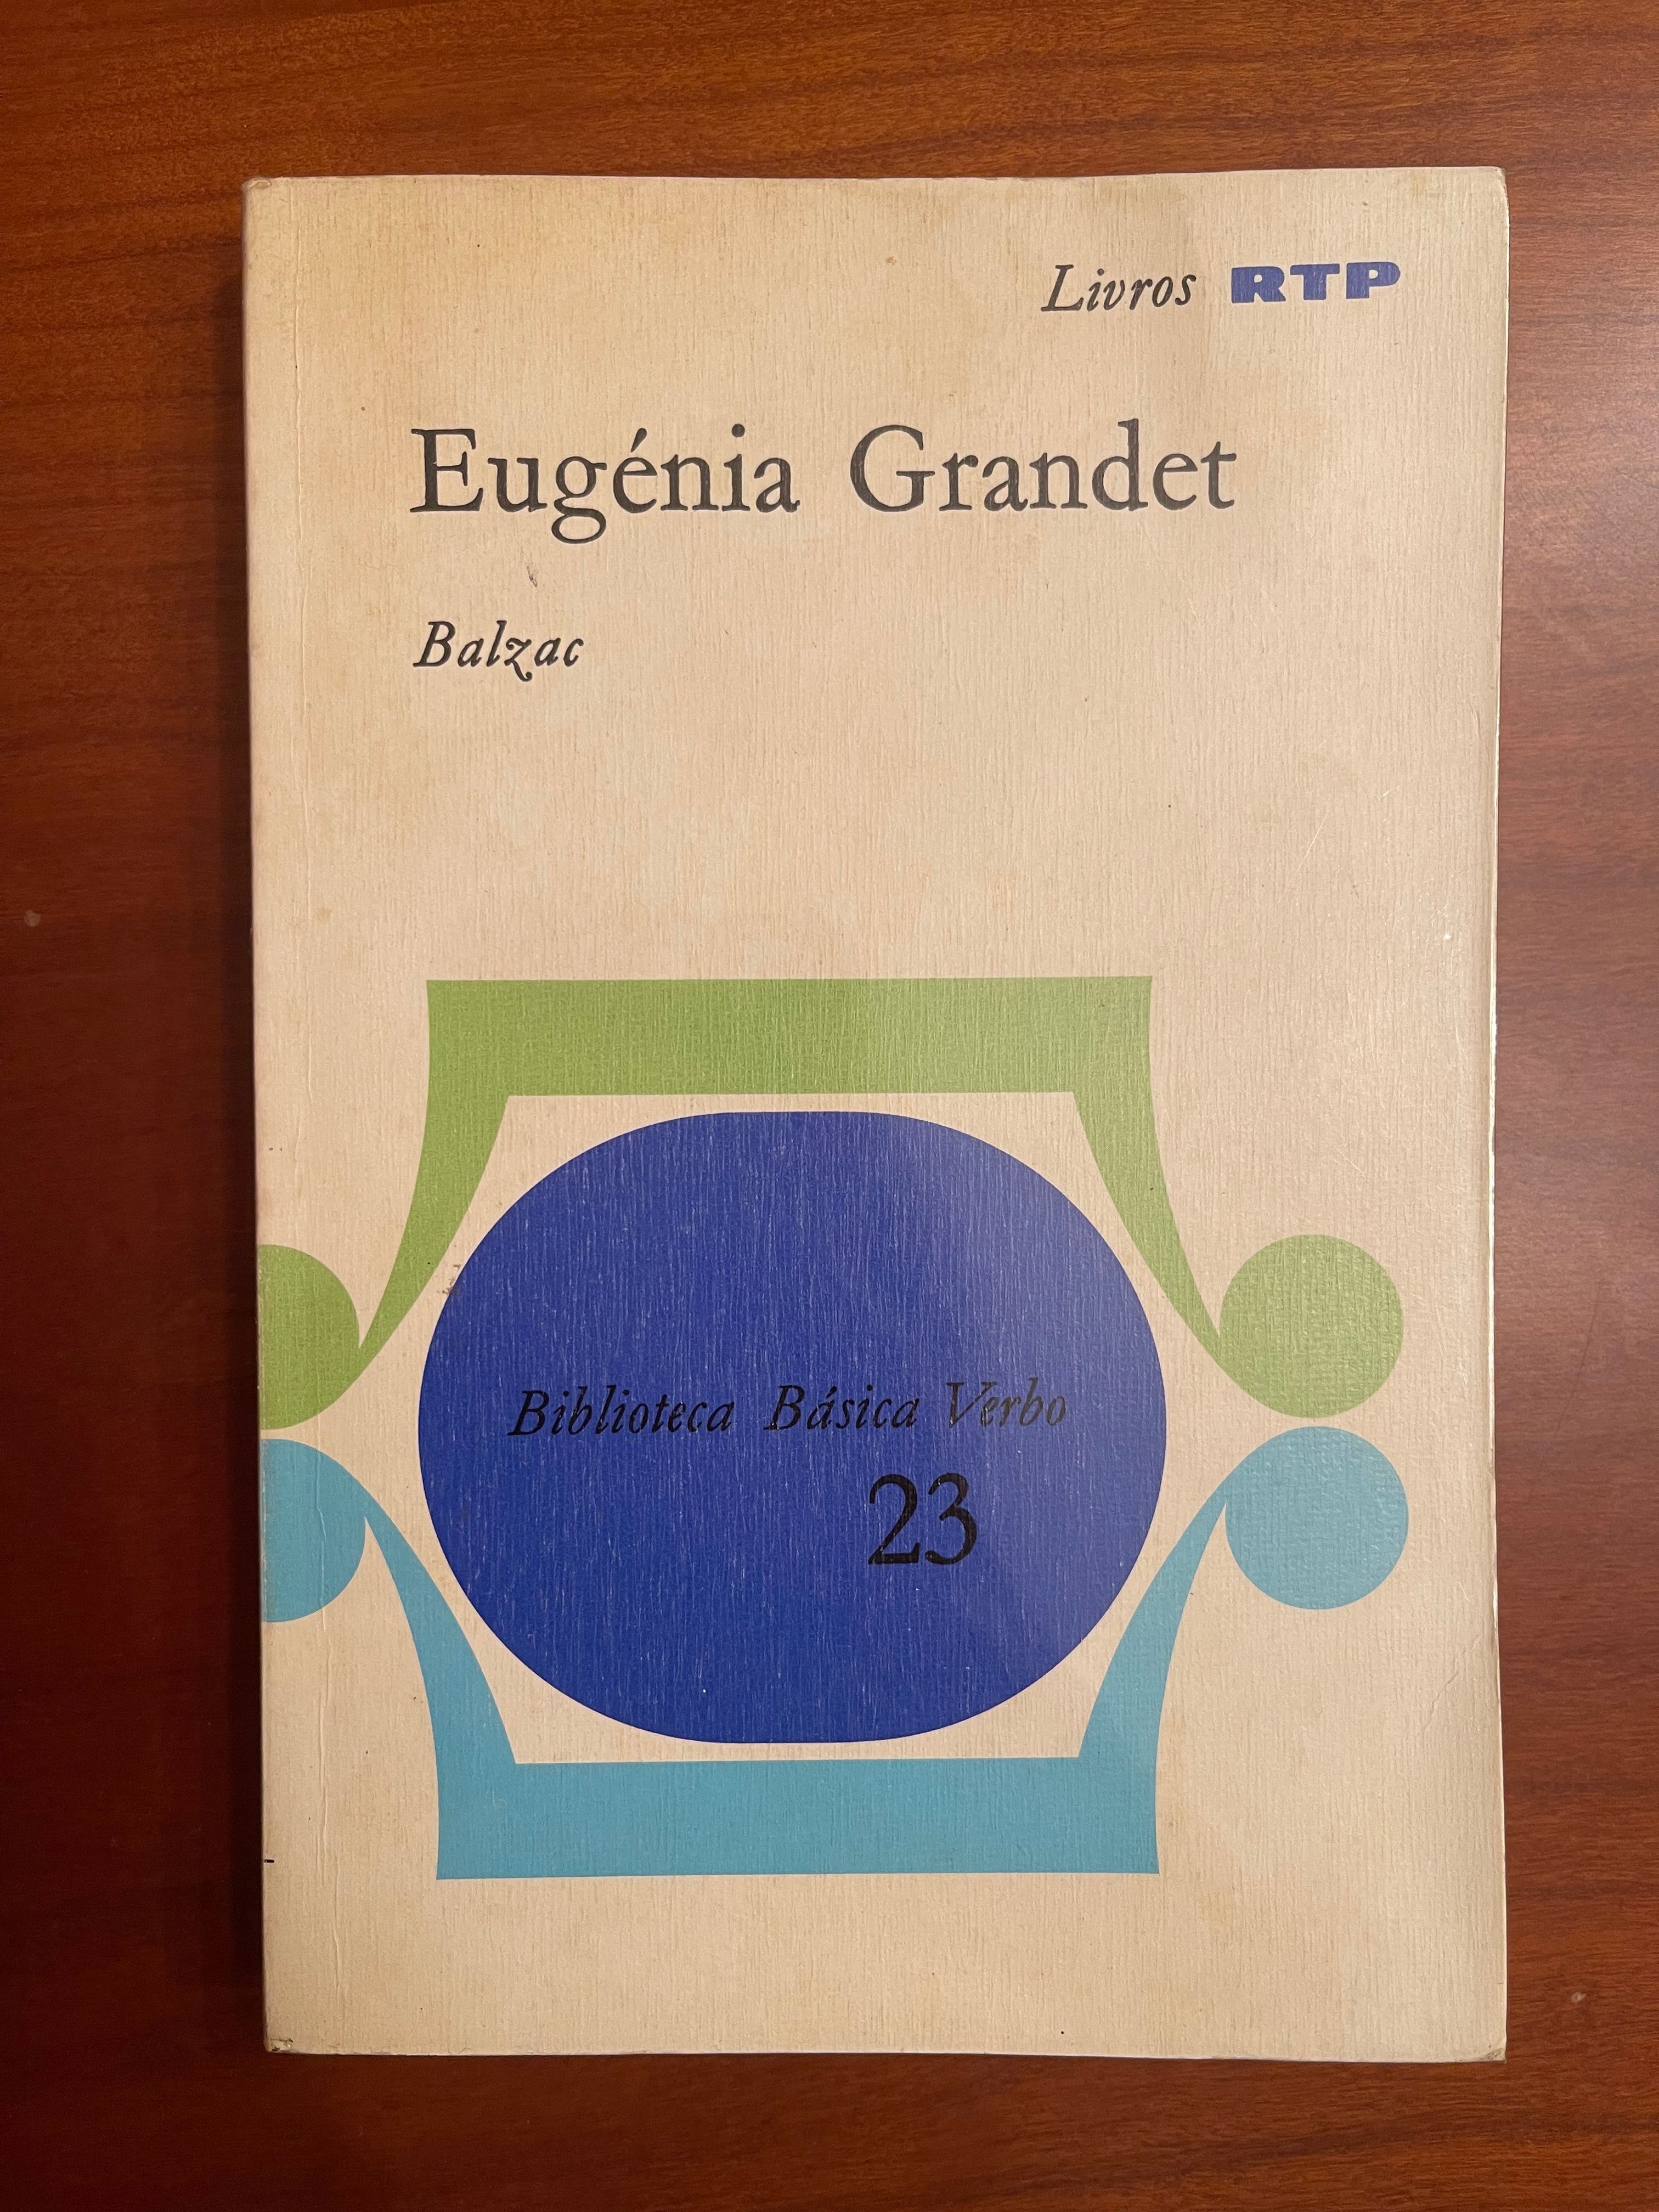 Livros RTP
Eugénia Grandet
Balzac
Biblioteca Básica Verbo
23